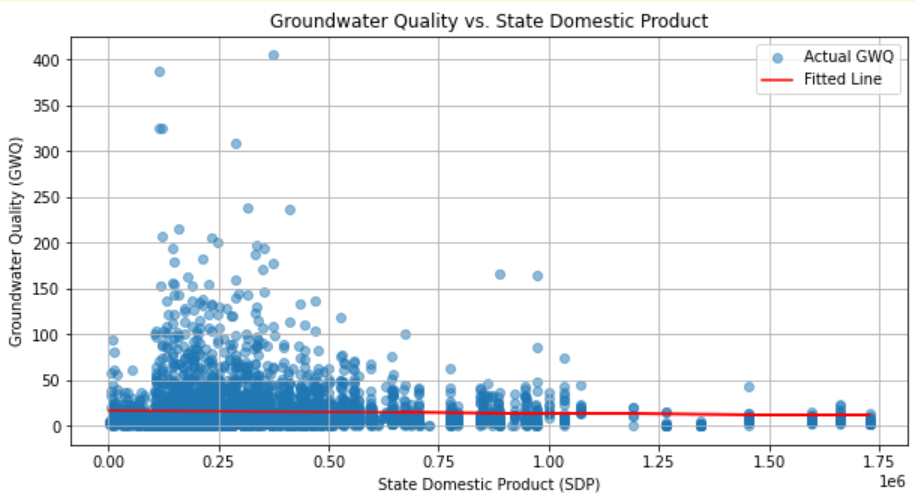 Groundwater Quality vs. State Domestic Product
Actual GWQ
Fitted Line
Groundwater Quality (GWQ)
400
350
300
250
200
150
100
50
0
0.00 0.25 0.50 0.75 1.00 1.25 1.50 1.75
1e6
State Domestic Product (SDP)